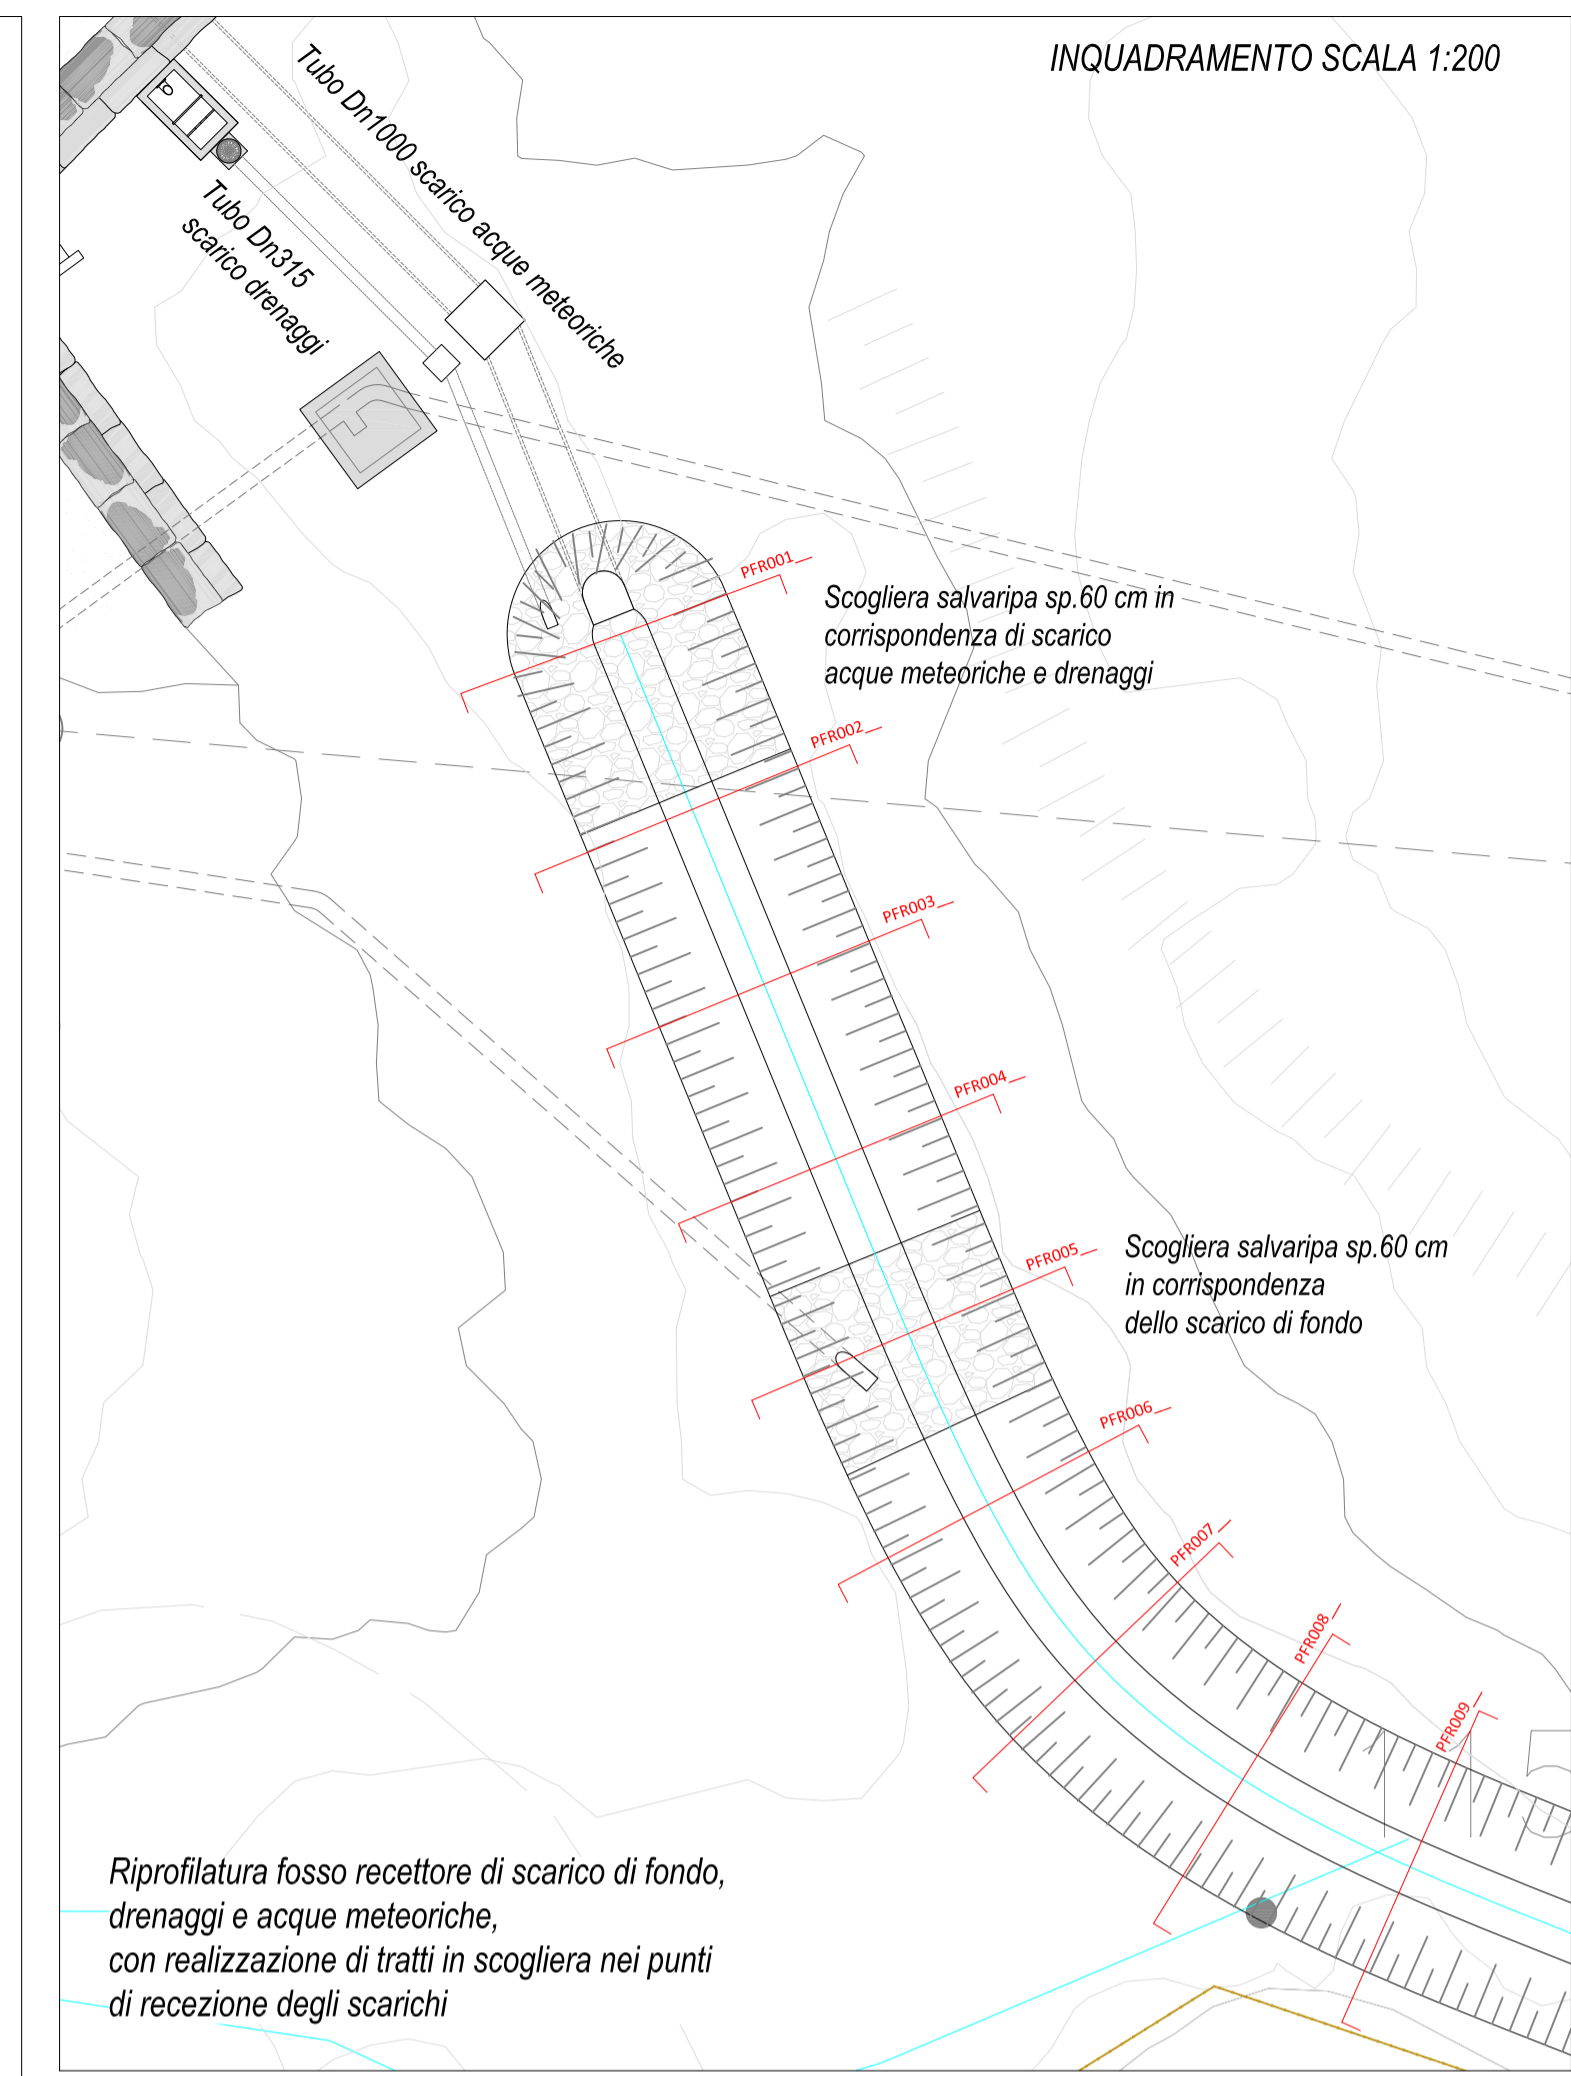 INQUADRAMENTO SCALA 1:200
Tubo Dn1000 scarico acque meteoriche
Tubo Dn315
scarico drenaggi
PFR001
Scogliera salvaripa sp.60 cm in
corrispondenza di scarico
acque meteoriche e drenaggi
PFR002
PFR003
PFR004
Scogliera salvaripa sp.60 cm
in corrispondenza
dello scarico di fondo
PFR005
PFR006
PFR007
PFR008
PFR009
Riprofilatura fosso recettore di scarico di fondo,
drenaggi e acque meteoriche,
con realizzazione di tratti in scogliera nei punti
di recezione degli scarichi